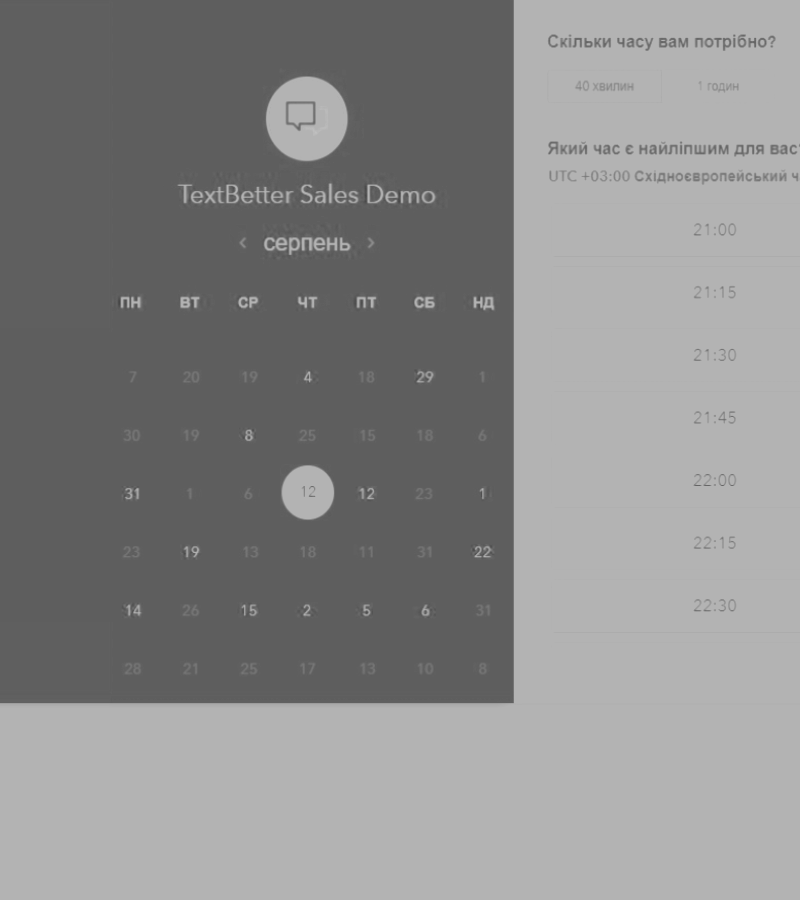 TextBetter Sales Demo
серпень
ПН ВТ СР ЧТ ПТ СБ НД
7 20 19 4 18 29 1
30 19 8 25 15 18 6
31 1 6 12 12 23 1
23 19 13 18 11 31 22
14 26 15 2 5 6 31
28 21 25 17 13 10 8
Скільки часу вам потрібно?
40 хвилин 1 годин
Який час є найліпшим для вас
UTC +03:00 Східноєвропейський ч
21:00
21:15
21:30
21:45
22:00
22:15
22:30